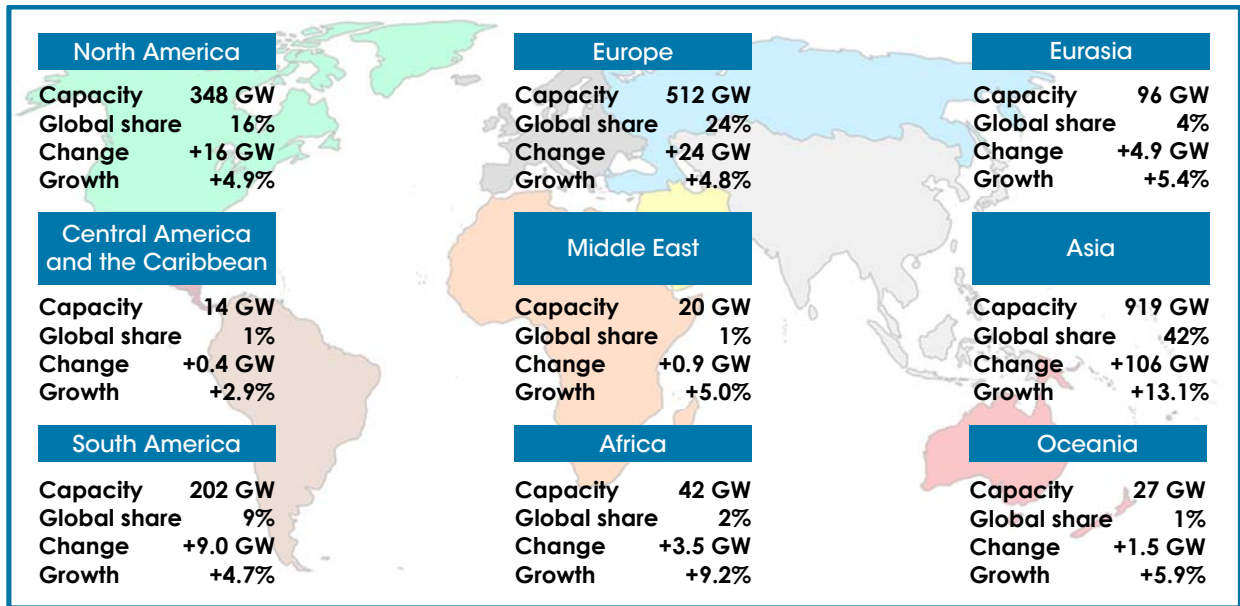 North America
Capacity 348 GW
Global share 16%
Change +16 GW
Growth +4.9%
Europe
Capacity 512 GW
Global share 24%
Change +24 GW
Growth +4.8%
Eurasia
Capacity 96 GW
Global share 4%
Change +4.9 GW
Growth +5.4%
Central America
and the Caribbean
Capacity 14 GW
Global share 1%
Change +0.4 GW
Growth +2.9%
Middle East
Capacity 20 GW
Global share 1%
Change +0.9 GW
Growth +5.0%
Asia
Capacity 919 GW
Global share 42%
Change +106 GW
Growth +13.1%
South America
Capacity 202 GW
Global share 9%
Change +9.0 GW
Growth +4.7%
Africa
Capacity 42 GW
Global share 2%
Change +3.5 GW
Growth +9.2%
Oceania
Capacity 27 GW
Global share 1%
Change +1.5 GW
Growth +5.9%